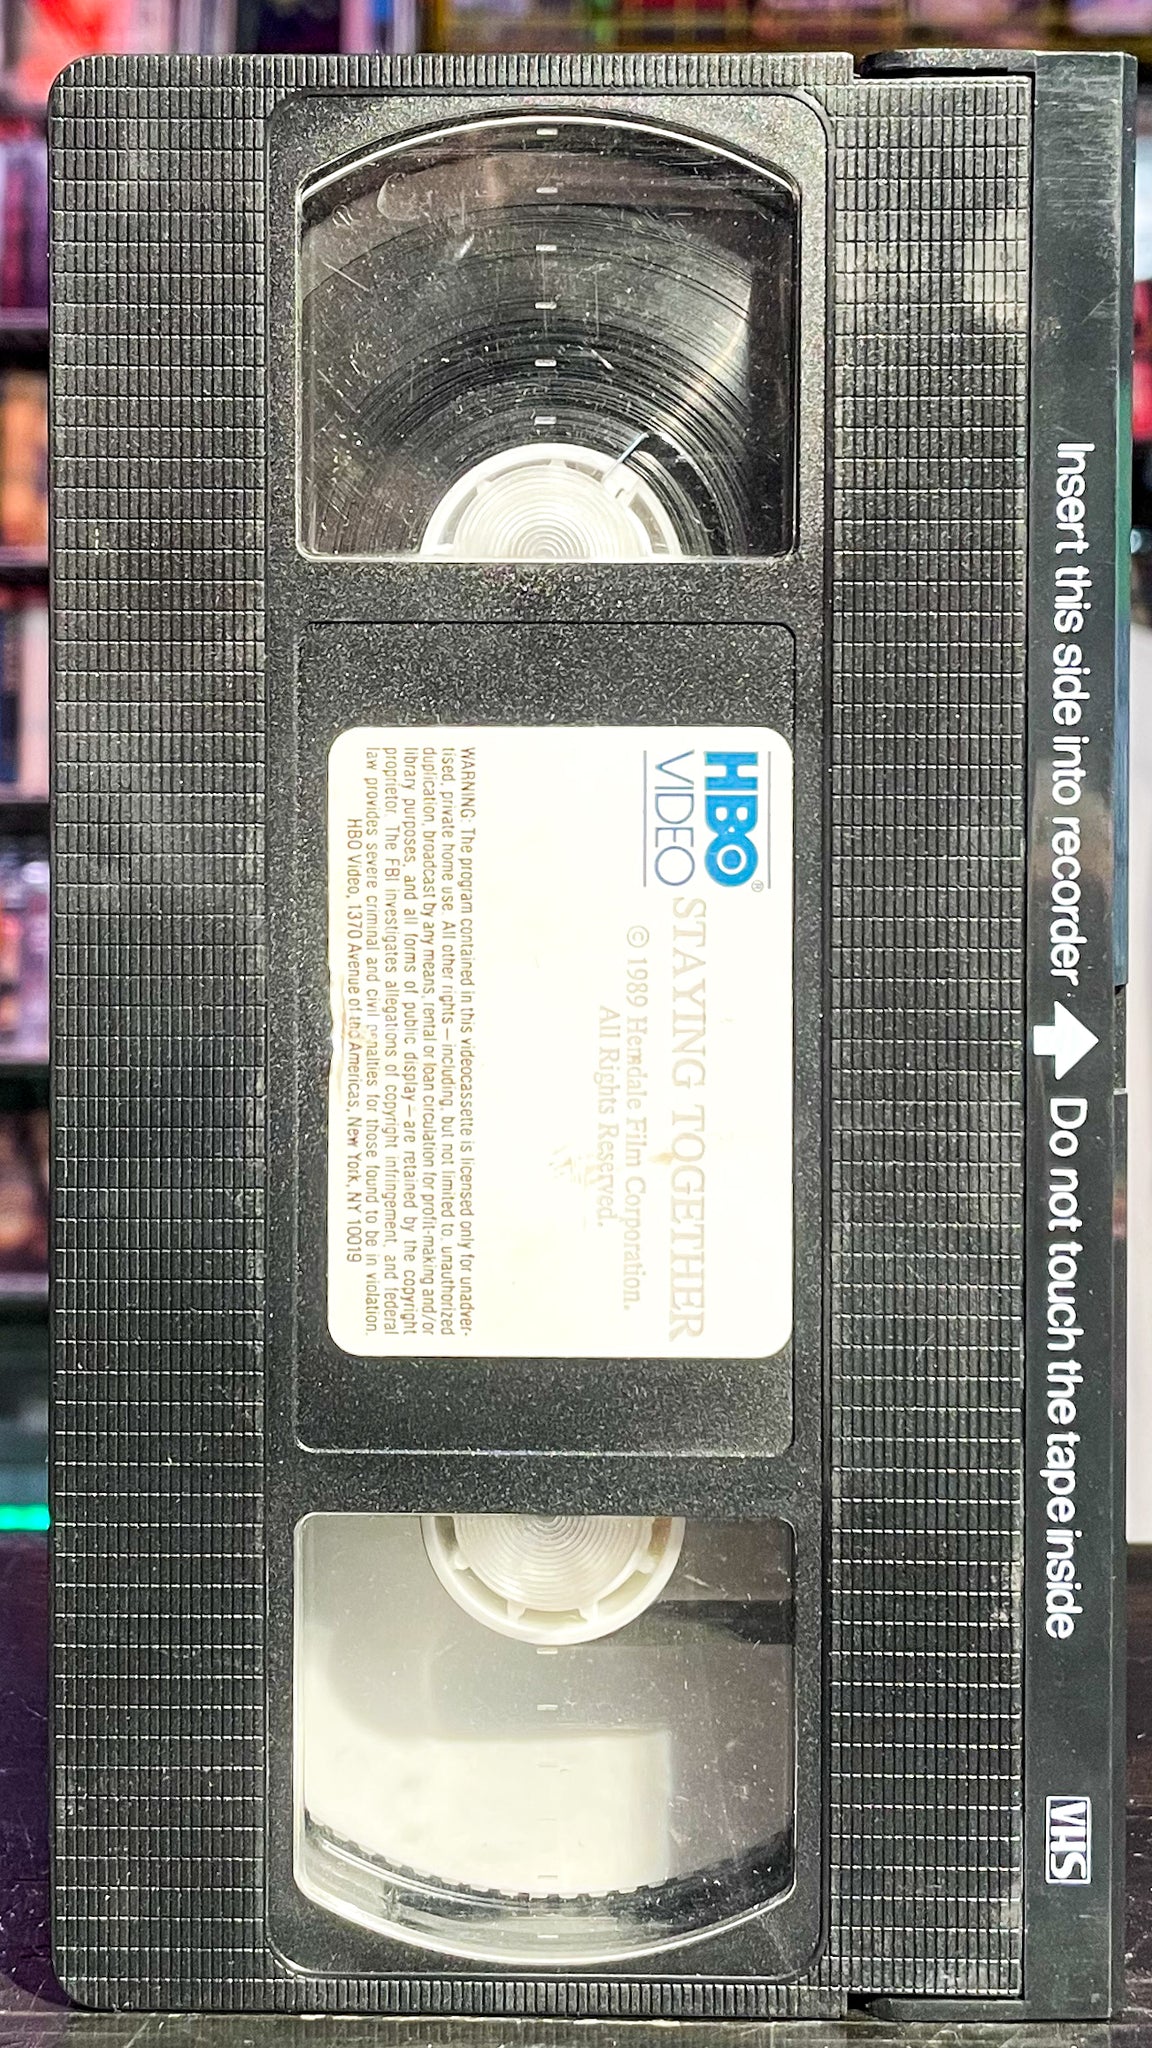 Insert this side into recorder ⬆ Do not touch the tape inside
VHS
HBO®
VIDEO
STAYING TOGETHER
© 1989 Hemdale Film Corporation.
All Rights Reserved.
WARNING: The program contained in this videocassette is licensed only for unadver-
tised, private home use. All other rights — including, but not limited to, unauthorized
duplication, broadcast by any means, rental or loan circulation for profit-making and/or
library purposes, and all forms of public display — are retained by the copyright
proprietor. The FBI investigates allegations of copyright infringement, and federal
law provides severe criminal and civil penalties for those found to be in violation.
HBO Video, 1370 Avenue of the Americas, New York, NY 10019